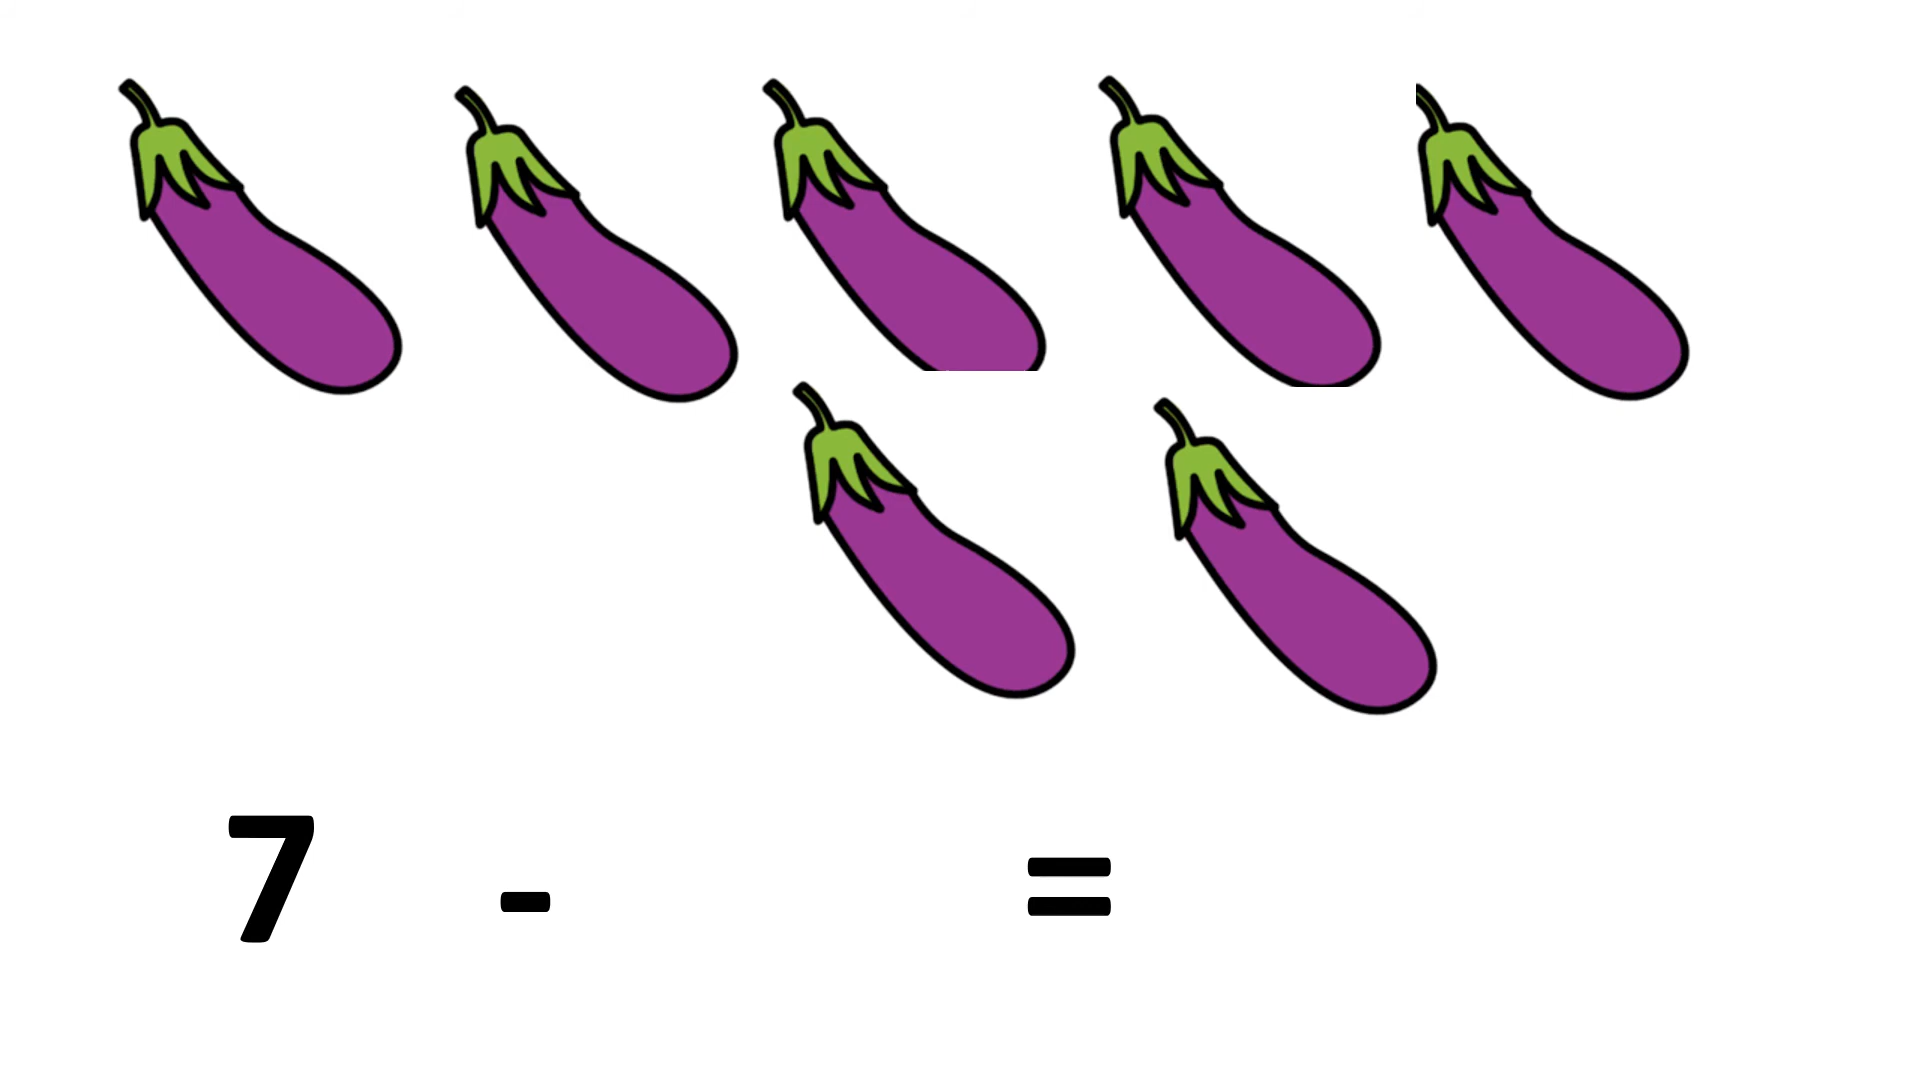 7 - =